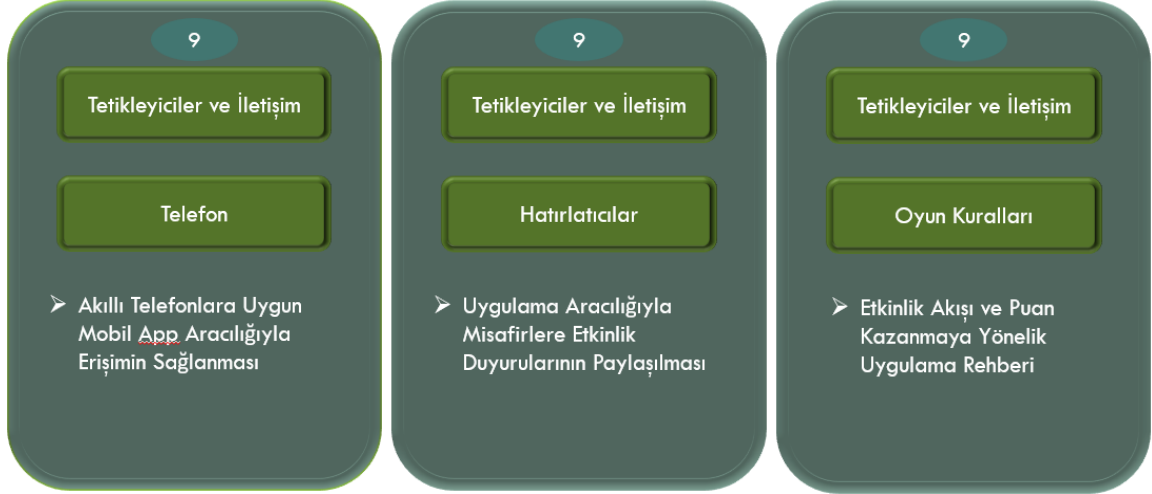 9
Tetikleyiciler ve İletişim
Telefon
➢ Akıllı Telefonlara Uygun
Mobil App Aracılığıyla
Erişimin Sağlanması
9
Tetikleyiciler ve İletişim
Hatırlatıcılar
➢ Uygulama Aracılığıyla
Misafirlere Etkinlik
Duyurularının Paylaşılması
9
Tetikleyiciler ve İletişim
Oyun Kuralları
➢ Etkinlik Akışı ve Puan
Kazanmaya Yönelik
Uygulama Rehberi